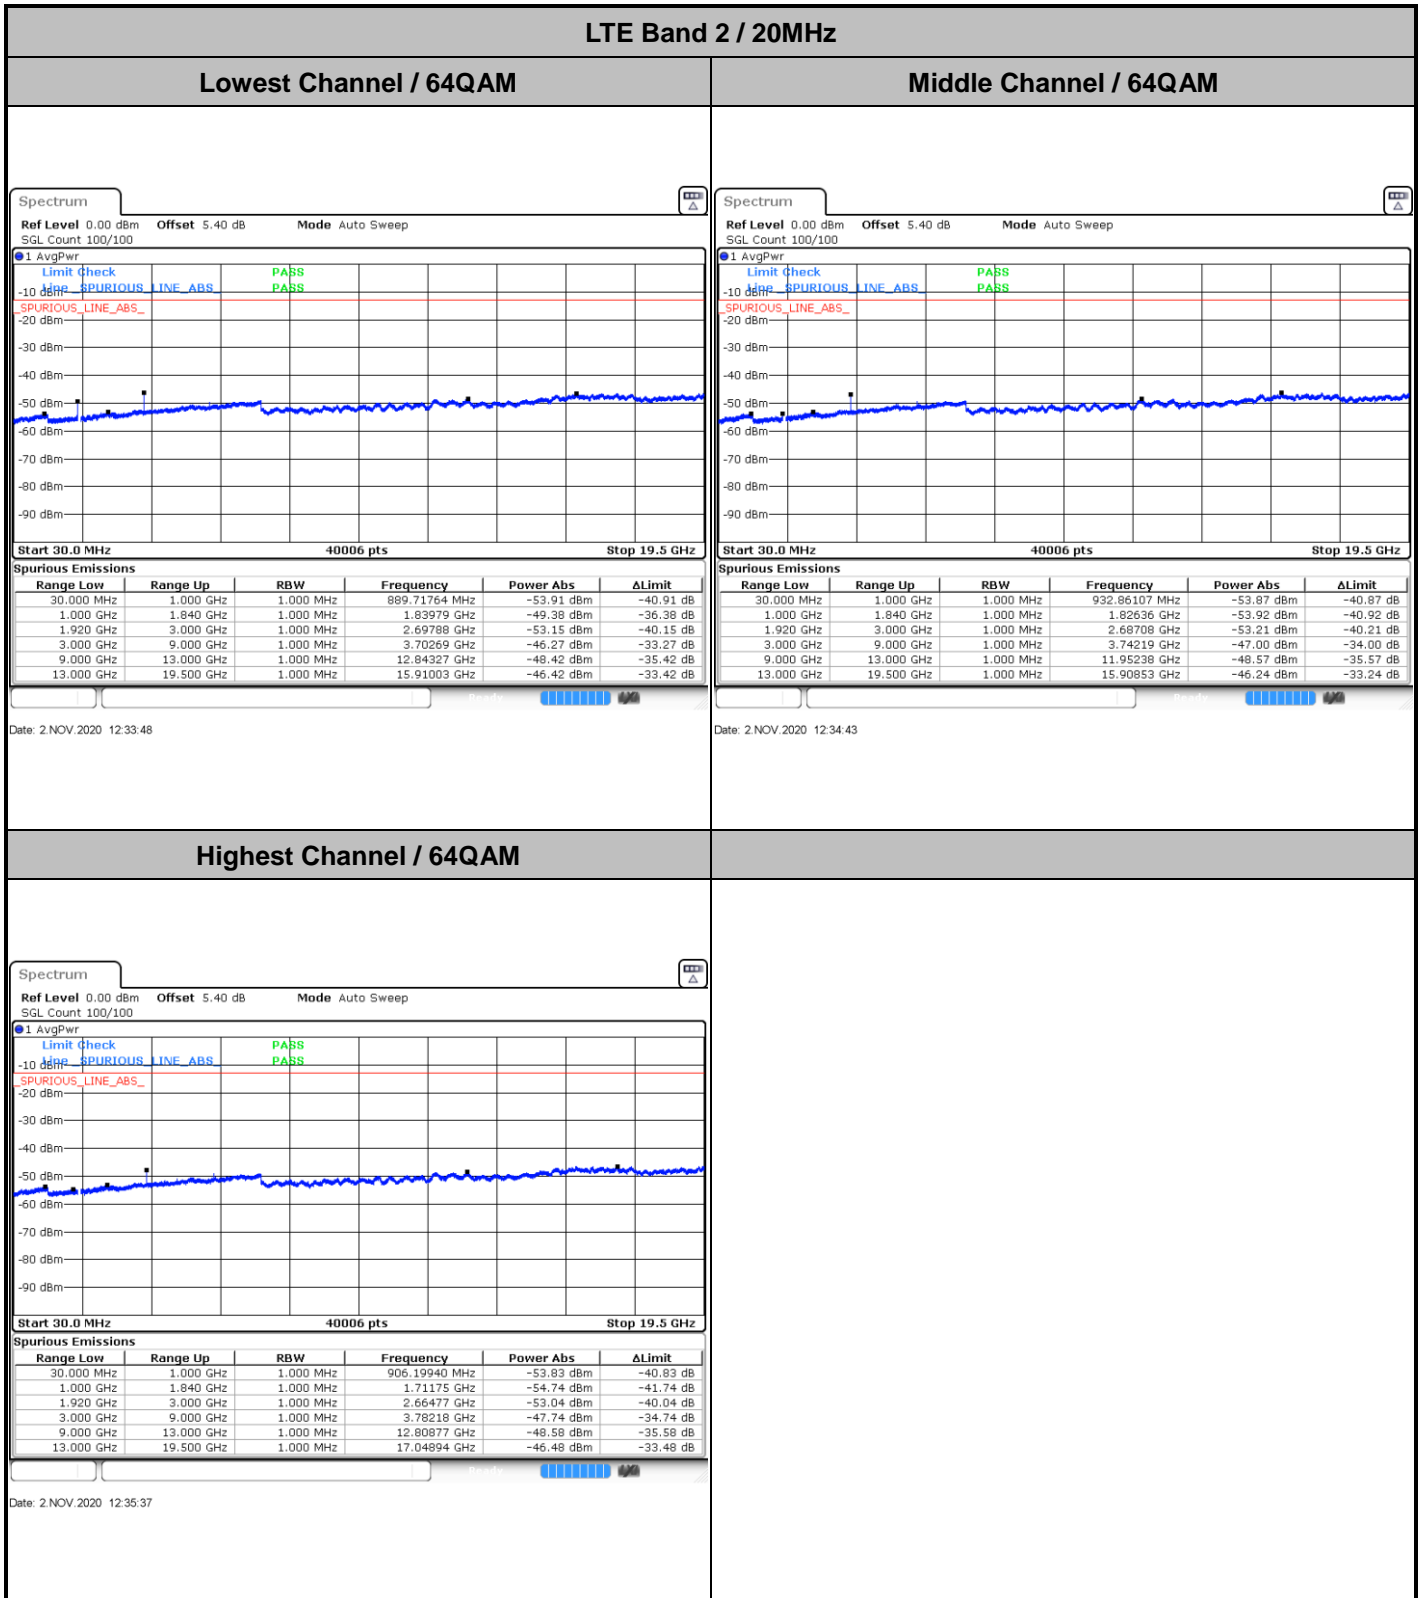 LTE Band 2 / 20MHz
Lowest Channel / 64QAM
Middle Channel / 64QAM
Spectrum
Ref Level 0.00 dBm Offset 5.40 dB Mode Auto Sweep
SGL Count 100/100
1 AvgPwr
Limit Check PASS
Line _SPURIOUS_LINE_ABS_ PASS
-10 dBm
_SPURIOUS_LINE_ABS_
-20 dBm
-30 dBm
-40 dBm
-50 dBm
-60 dBm
-70 dBm
-80 dBm
-90 dBm
Start 30.0 MHz 40006 pts Stop 19.5 GHz
Spurious Emissions
Range Low Range Up RBW Frequency Power Abs ΔLimit
30.000 MHz 1.000 GHz 1.000 MHz 889.71764 MHz -53.91 dBm -40.91 dB
1.000 GHz 1.840 GHz 1.000 MHz 1.83979 GHz -49.38 dBm -36.38 dB
1.920 GHz 3.000 GHz 1.000 MHz 2.69788 GHz -53.15 dBm -40.15 dB
3.000 GHz 9.000 GHz 1.000 MHz 3.70269 GHz -46.27 dBm -33.27 dB
9.000 GHz 13.000 GHz 1.000 MHz 12.84327 GHz -48.42 dBm -35.42 dB
13.000 GHz 19.500 GHz 1.000 MHz 15.91003 GHz -46.42 dBm -33.42 dB
Date: 2.NOV.2020 12:33:48
Spectrum
Ref Level 0.00 dBm Offset 5.40 dB Mode Auto Sweep
SGL Count 100/100
1 AvgPwr
Limit Check PASS
Line _SPURIOUS_LINE_ABS_ PASS
-10 dBm
_SPURIOUS_LINE_ABS_
-20 dBm
-30 dBm
-40 dBm
-50 dBm
-60 dBm
-70 dBm
-80 dBm
-90 dBm
Start 30.0 MHz 40006 pts Stop 19.5 GHz
Spurious Emissions
Range Low Range Up RBW Frequency Power Abs ΔLimit
30.000 MHz 1.000 GHz 1.000 MHz 932.86107 MHz -53.87 dBm -40.87 dB
1.000 GHz 1.840 GHz 1.000 MHz 1.82636 GHz -53.92 dBm -40.92 dB
1.920 GHz 3.000 GHz 1.000 MHz 2.68708 GHz -53.21 dBm -40.21 dB
3.000 GHz 9.000 GHz 1.000 MHz 3.74219 GHz -47.00 dBm -34.00 dB
9.000 GHz 13.000 GHz 1.000 MHz 11.95238 GHz -48.57 dBm -35.57 dB
13.000 GHz 19.500 GHz 1.000 MHz 15.90853 GHz -46.24 dBm -33.24 dB
Date: 2.NOV.2020 12:34:43
Highest Channel / 64QAM
Spectrum
Ref Level 0.00 dBm Offset 5.40 dB Mode Auto Sweep
SGL Count 100/100
1 AvgPwr
Limit Check PASS
Line _SPURIOUS_LINE_ABS_ PASS
-10 dBm
_SPURIOUS_LINE_ABS_
-20 dBm
-30 dBm
-40 dBm
-50 dBm
-60 dBm
-70 dBm
-80 dBm
-90 dBm
Start 30.0 MHz 40006 pts Stop 19.5 GHz
Spurious Emissions
Range Low Range Up RBW Frequency Power Abs ΔLimit
30.000 MHz 1.000 GHz 1.000 MHz 906.19940 MHz -53.83 dBm -40.83 dB
1.000 GHz 1.840 GHz 1.000 MHz 1.71175 GHz -54.74 dBm -41.74 dB
1.920 GHz 3.000 GHz 1.000 MHz 2.66477 GHz -53.04 dBm -40.04 dB
3.000 GHz 9.000 GHz 1.000 MHz 3.78218 GHz -47.74 dBm -34.74 dB
9.000 GHz 13.000 GHz 1.000 MHz 12.80877 GHz -48.58 dBm -35.58 dB
13.000 GHz 19.500 GHz 1.000 MHz 17.04894 GHz -46.48 dBm -33.48 dB
Date: 2.NOV.2020 12:35:37